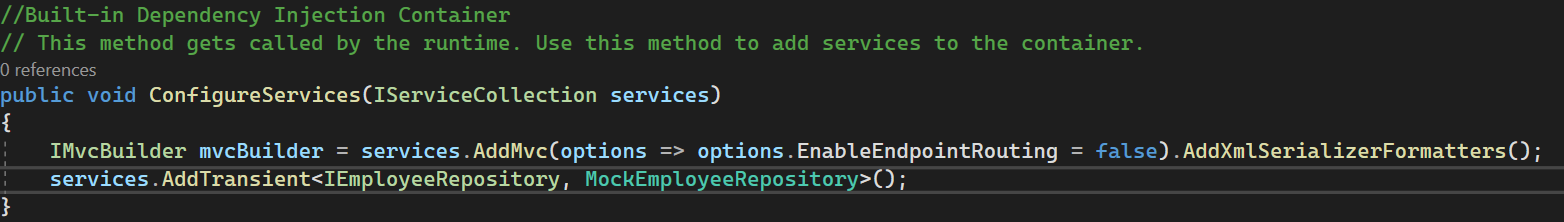 //Built-in Dependency Injection Container
// This method gets called by the runtime. Use this method to add services to the container.
0 references
public void ConfigureServices(IServiceCollection services)
{
IMvcBuilder mvcBuilder = services.AddMvc(options => options.EnableEndpointRouting = false).AddXmlSerializerFormatters();
services.AddTransient<IEmployeeRepository, MockEmployeeRepository>();
}